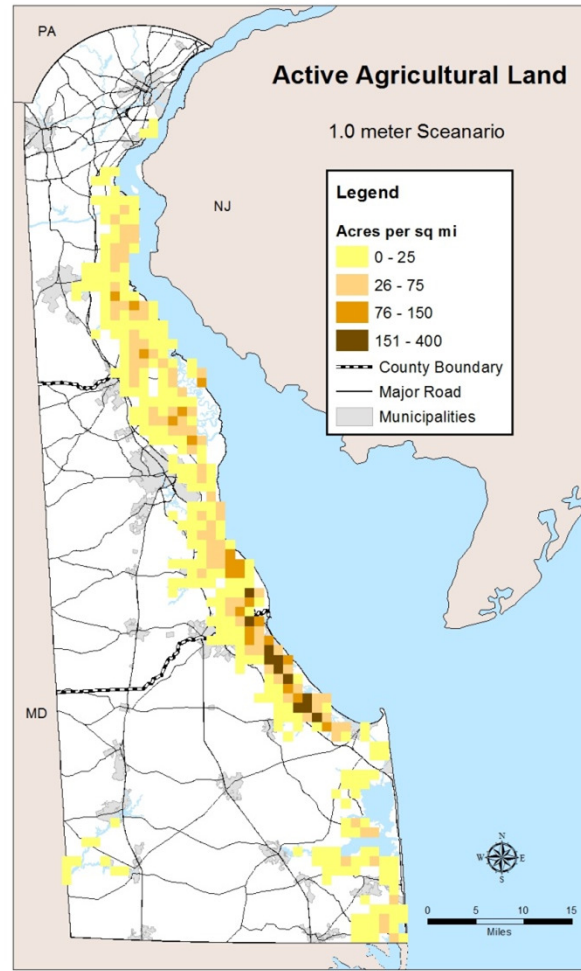 PA
Active Agricultural Land
1.0 meter Sceanario
NJ
Legend
Acres per sq mi
0 - 25
26 - 75
76 - 150
151 - 400
County Boundary
Major Road
Municipalities
MD
N
W E
S
0 5 10 15
Miles